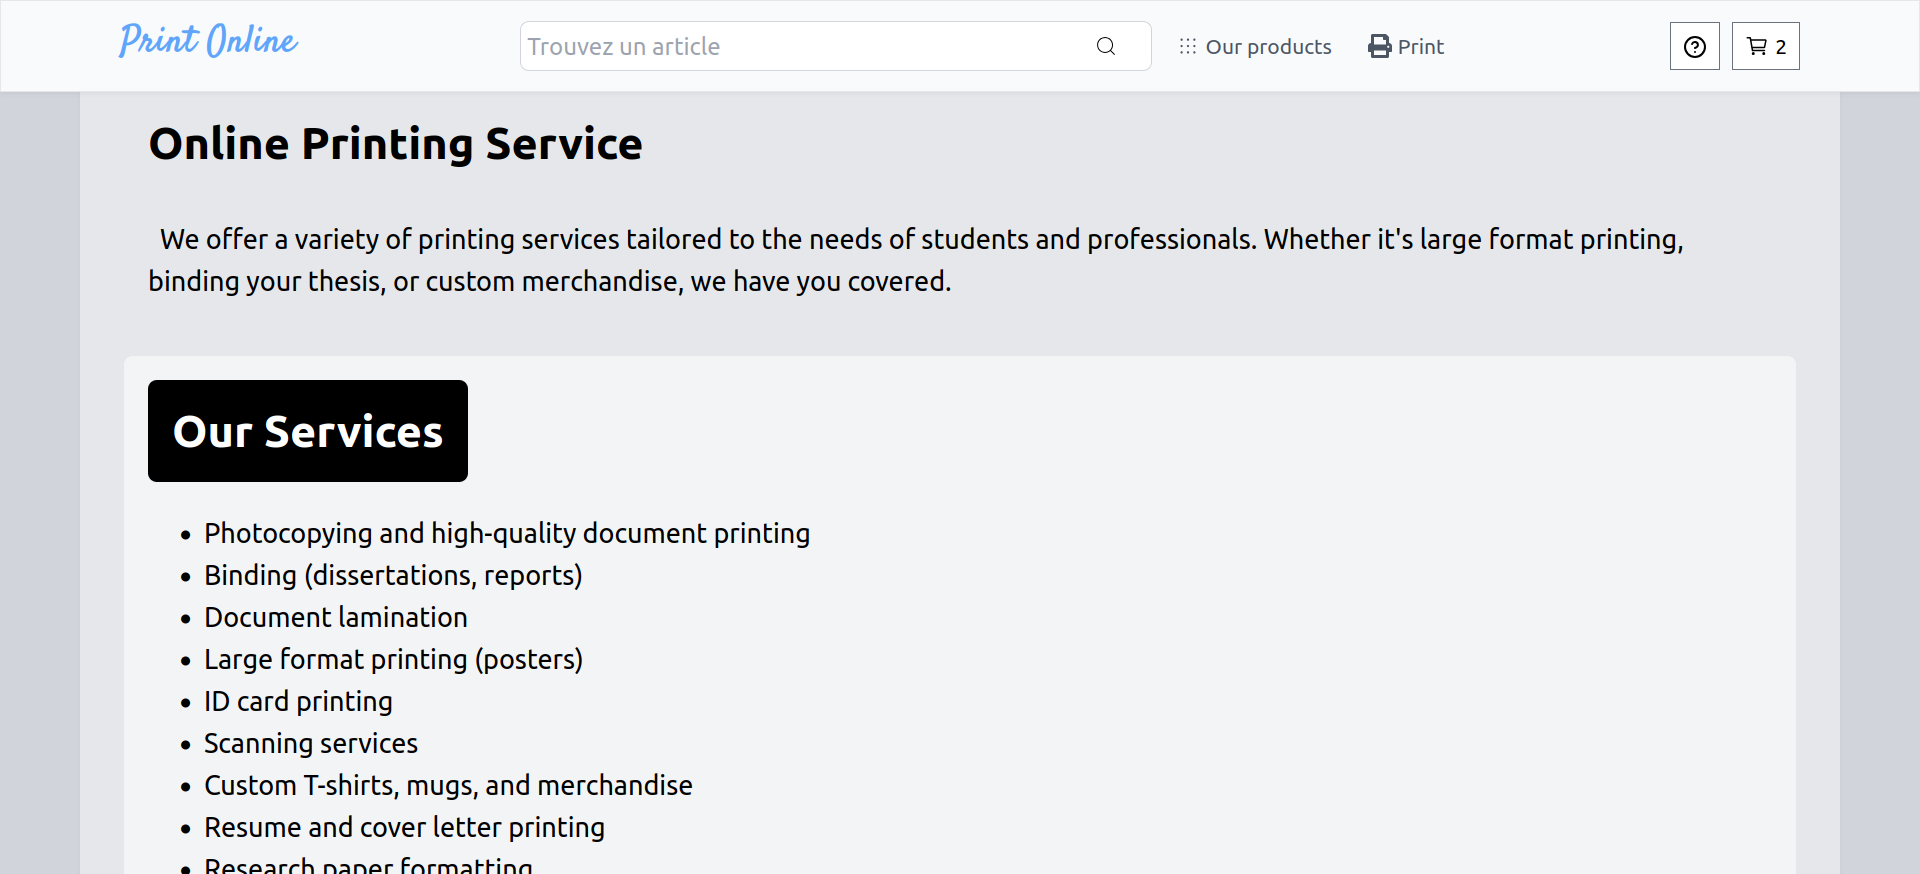 Print Online
Trouvez un article
Our products
Print
2
Online Printing Service
We offer a variety of printing services tailored to the needs of students and professionals. Whether it's large format printing,
binding your thesis, or custom merchandise, we have you covered.
Our Services
Photocopying and high-quality document printing
Binding (dissertations, reports)
Document lamination
Large format printing (posters)
ID card printing
Scanning services
Custom T-shirts, mugs, and merchandise
Resume and cover letter printing
Research paper formatting